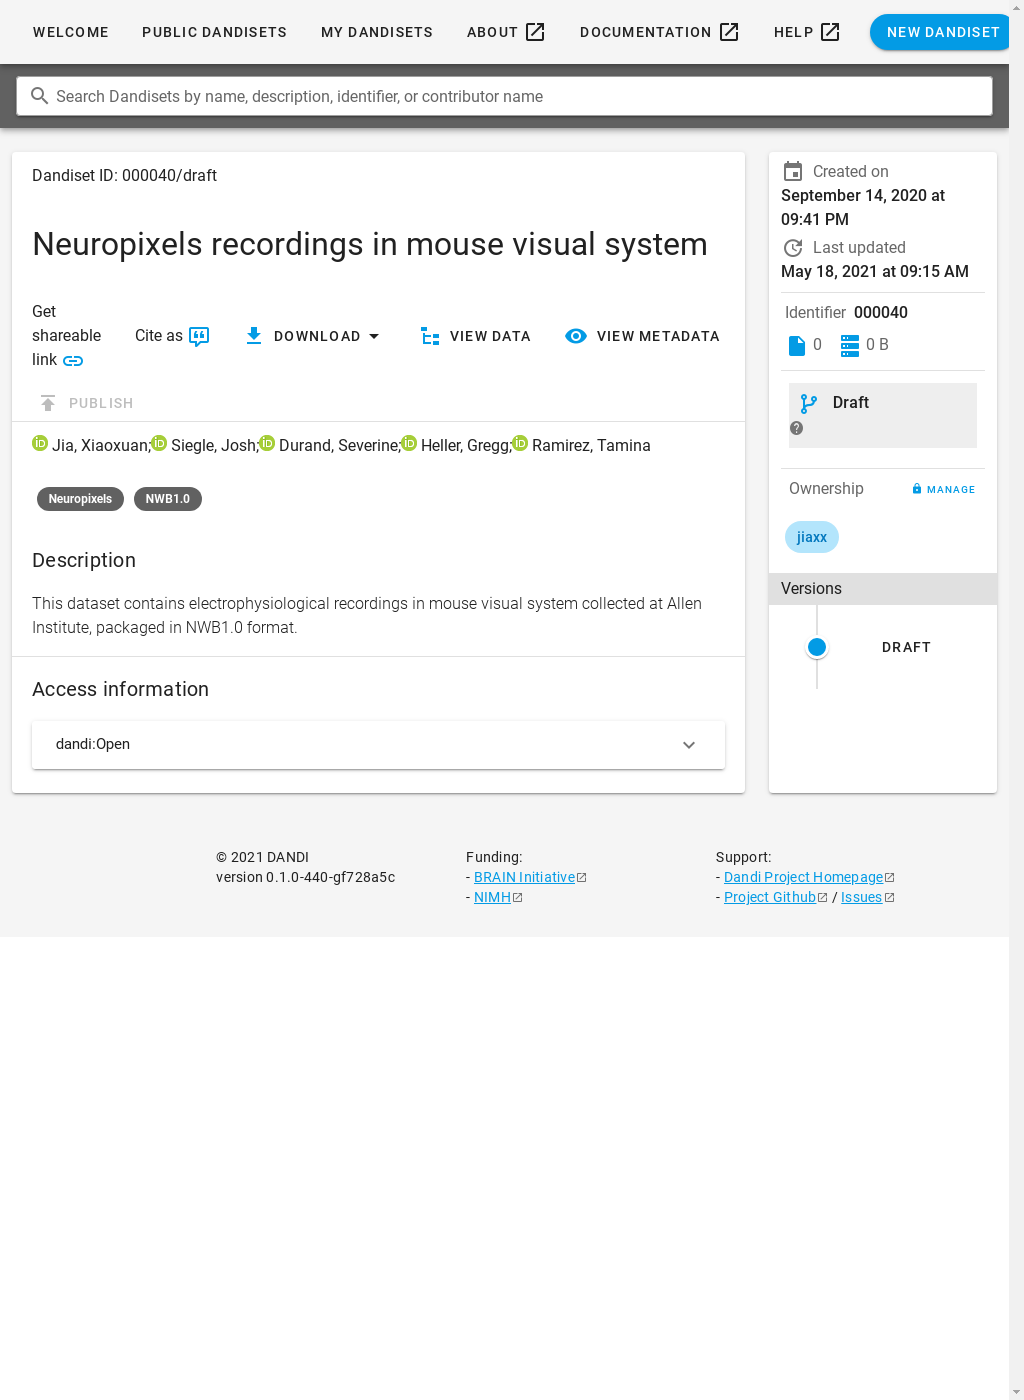 WELCOME PUBLIC DANDISETS MY DANDISETS ABOUT DOCUMENTATION HELP NEW DANDISET
Search Dandisets by name, description, identifier, or contributor name
Dandiset ID: 000040/draft
Neuropixels recordings in mouse visual system
Get shareable link
Cite as
DOWNLOAD
VIEW DATA
VIEW METADATA
PUBLISH
Jia, Xiaoxuan; Siegle, Josh; Durand, Severine; Heller, Gregg; Ramirez, Tamina
Neuropixels NWB1.0
Description
This dataset contains electrophysiological recordings in mouse visual system collected at Allen
Institute, packaged in NWB1.0 format.
Access information
dandi:Open
Created on
September 14, 2020 at
09:41 PM
Last updated
May 18, 2021 at 09:15 AM
Identifier 000040
0 0 B
Draft
Ownership MANAGE
jiaxx
Versions
DRAFT
© 2021 DANDI
version 0.1.0-440-gf728a5c
Funding:
- BRAIN Initiative
- NIMH
Support:
- Dandi Project Homepage
- Project Github / Issues